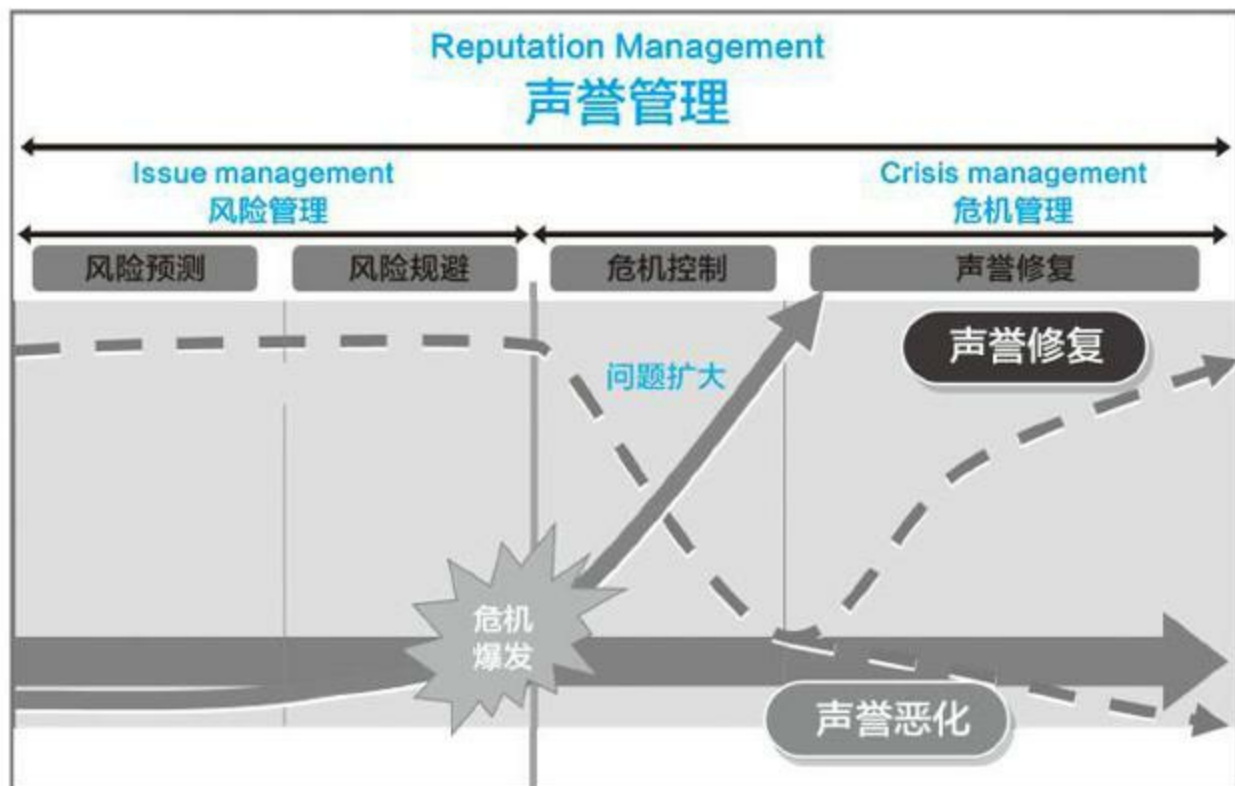 Reputation Management
声誉管理
Issue management
风险管理
Crisis management
危机管理
风险预测
风险规避
危机控制
声誉修复
声誉修复
问题扩大
危机
爆发
声誉恶化